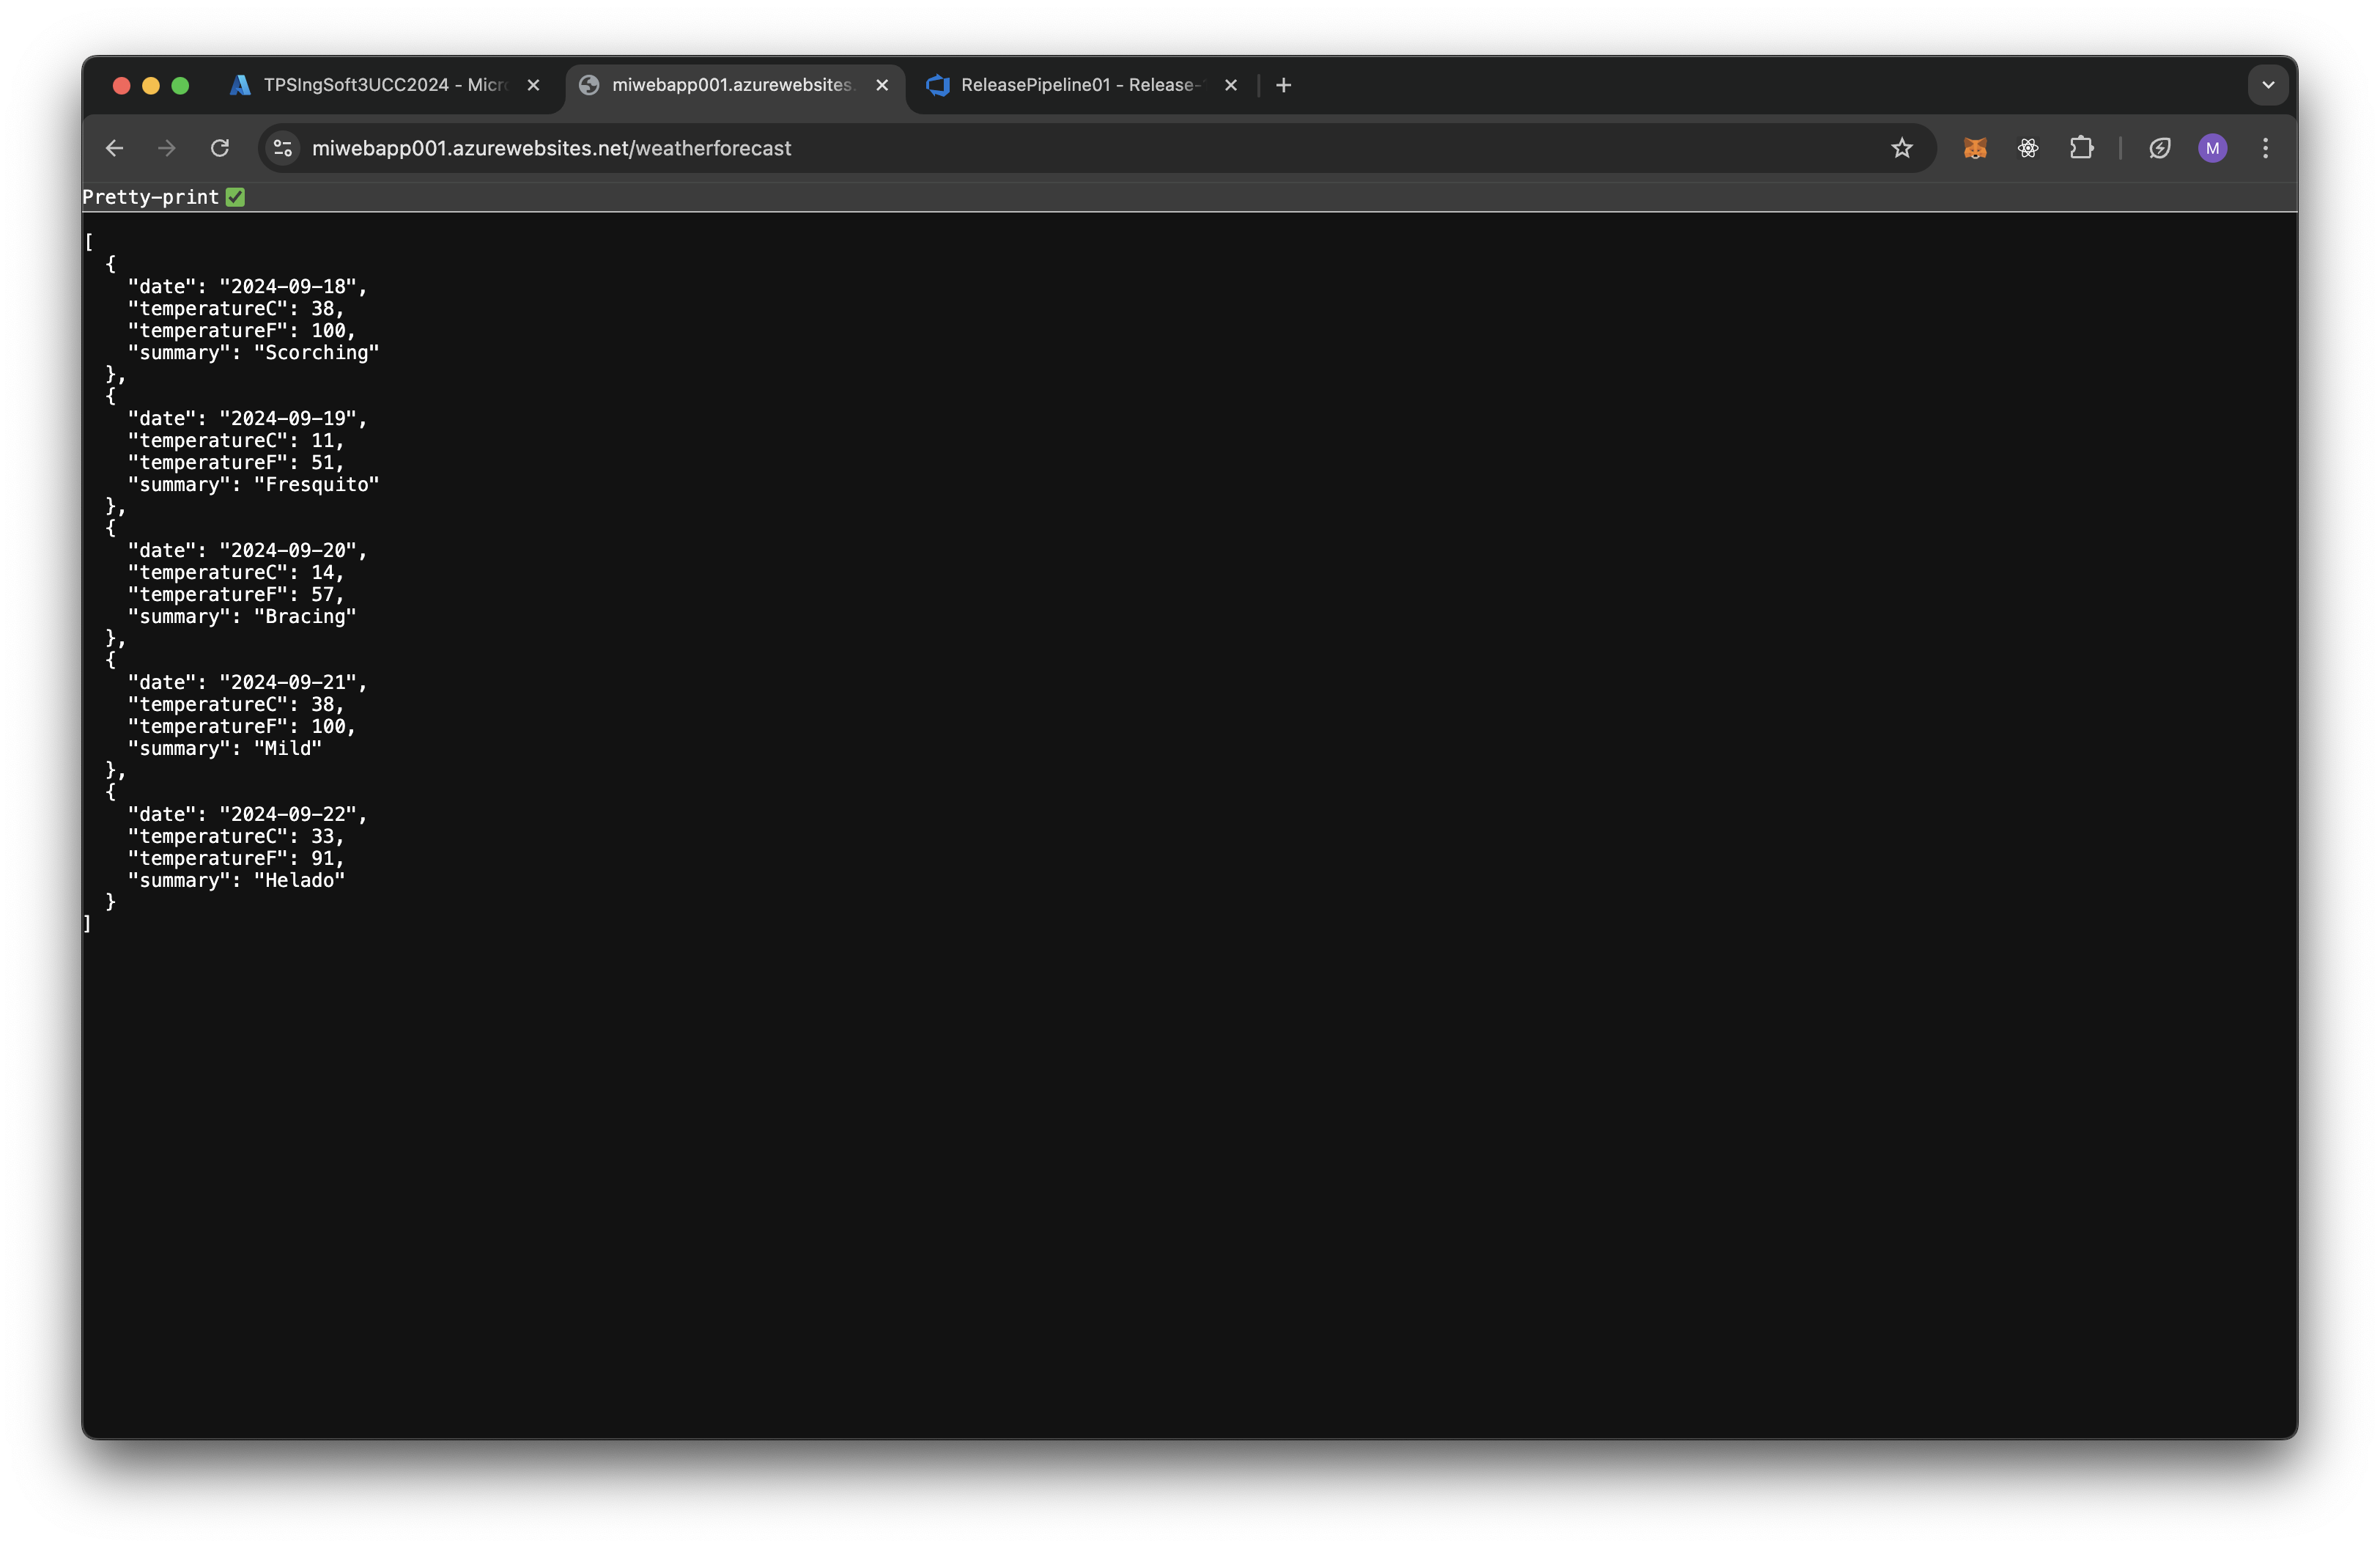 TPSIngSoft3UCC2024 - Micr
miwebapp001.azurewebsites.
ReleasePipeline01 - Release-
miwebapp001.azurewebsites.net/weatherforecast
M
Pretty-print
[
  {
    "date": "2024-09-18",
    "temperatureC": 38,
    "temperatureF": 100,
    "summary": "Scorching"
  },
  {
    "date": "2024-09-19",
    "temperatureC": 11,
    "temperatureF": 51,
    "summary": "Fresquito"
  },
  {
    "date": "2024-09-20",
    "temperatureC": 14,
    "temperatureF": 57,
    "summary": "Bracing"
  },
  {
    "date": "2024-09-21",
    "temperatureC": 38,
    "temperatureF": 100,
    "summary": "Mild"
  },
  {
    "date": "2024-09-22",
    "temperatureC": 33,
    "temperatureF": 91,
    "summary": "Helado"
  }
]